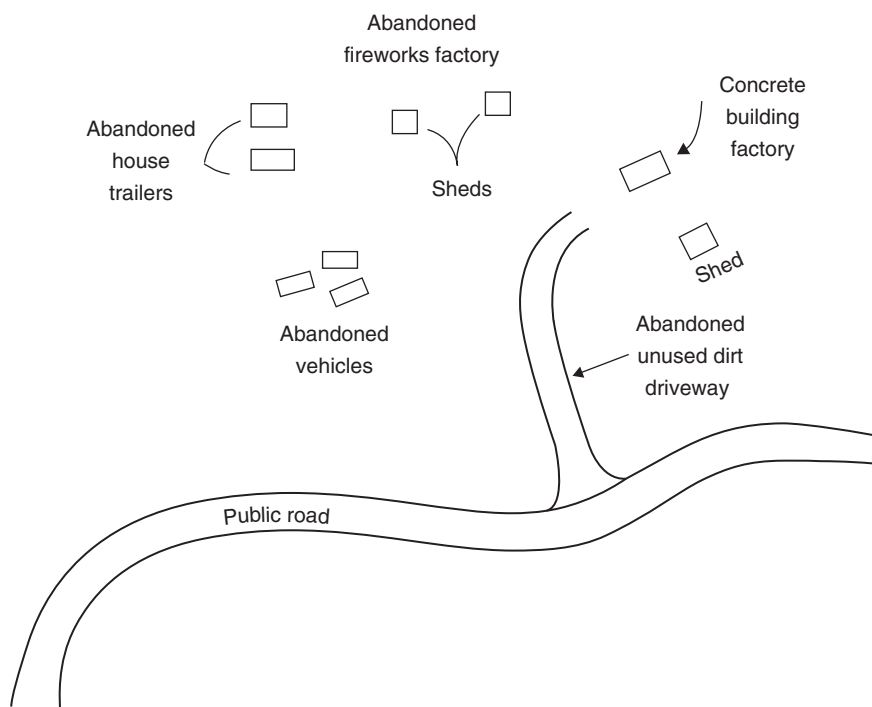 Abandoned
fireworks factory
Concrete
building
factory
Abandoned
house
trailers
Sheds
Shed
Abandoned
vehicles
Abandoned
unused dirt
driveway
Public road